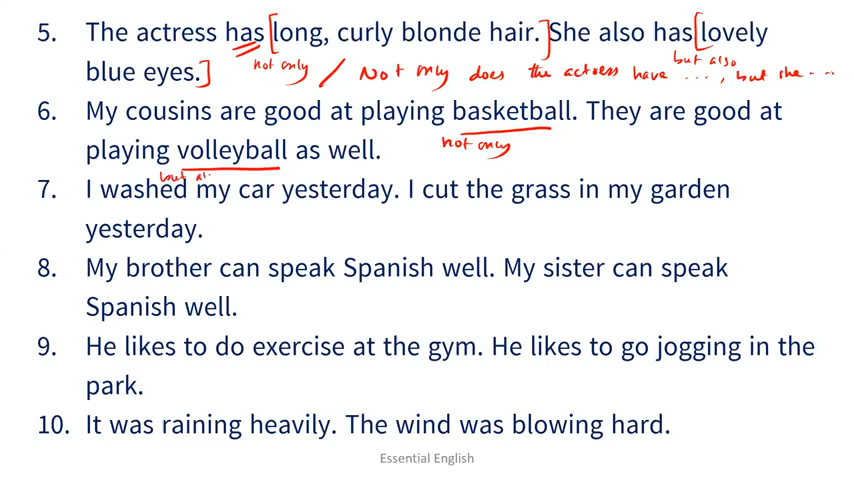 5. The actress has [long, curly blonde hair.] She also has [lovely
but also
blue eyes.] not only / Not only does the actress have ...., but she ....
6. My cousins are good at playing basketball. They are good at
not only
playing volleyball as well.
but al.
7. I washed my car yesterday. I cut the grass in my garden
yesterday.
8. My brother can speak Spanish well. My sister can speak
Spanish well.
9. He likes to do exercise at the gym. He likes to go jogging in the
park.
10. It was raining heavily. The wind was blowing hard.
Essential English